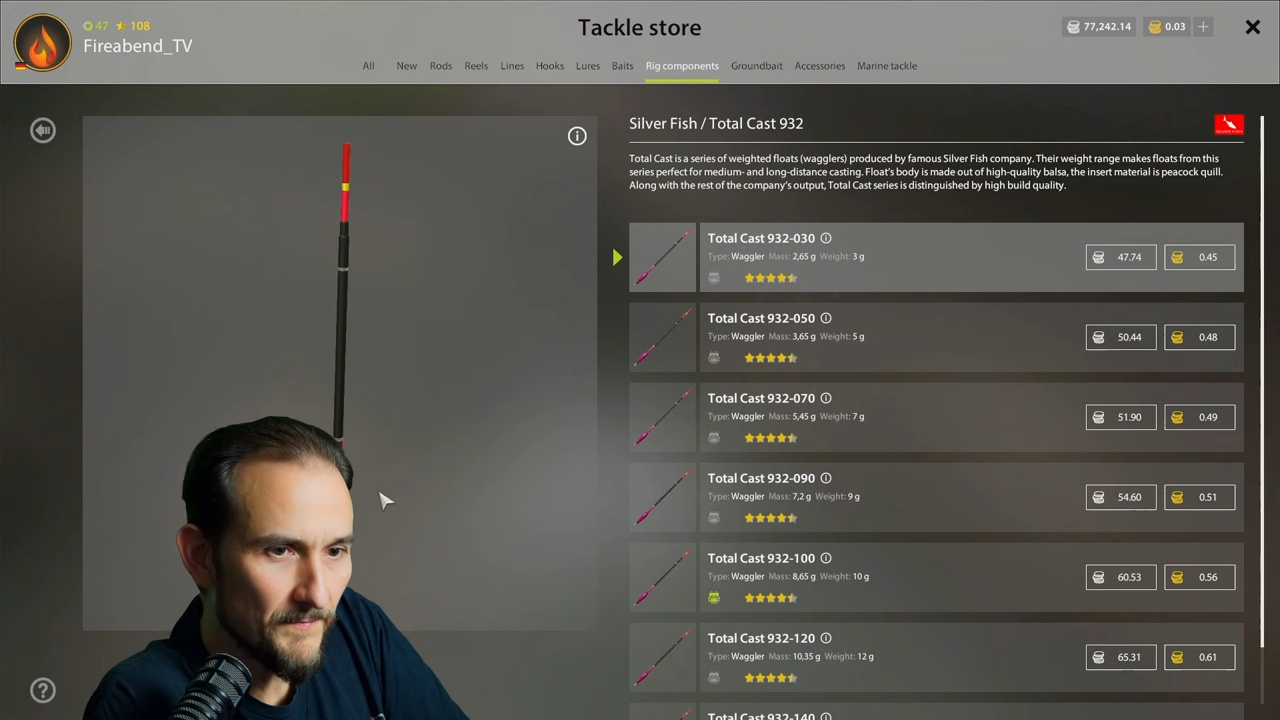 47 108
Fireabend_TV
Tackle store
77,242.14 0.03 +
All New Rods Reels Lines Hooks Lures Baits Rig components Groundbait Accessories Marine tackle
Silver Fish / Total Cast 932
Total Cast is a series of weighted floats (wagglers) produced by famous Silver Fish company. Their weight range makes floats from this
series perfect for medium- and long-distance casting. Float's body is made out of high-quality balsa, the insert material is peacock quill.
Along with the rest of the company's output, Total Cast series is distinguished by high build quality.
Total Cast 932-030
Type: Waggler Mass: 2,65 g Weight: 3 g
47.74 0.45
Total Cast 932-050
Type: Waggler Mass: 3,65 g Weight: 5 g
50.44 0.48
Total Cast 932-070
Type: Waggler Mass: 5,45 g Weight: 7 g
51.90 0.49
Total Cast 932-090
Type: Waggler Mass: 7,2 g Weight: 9 g
54.60 0.51
Total Cast 932-100
Type: Waggler Mass: 8,65 g Weight: 10 g
60.53 0.56
Total Cast 932-120
Type: Waggler Mass: 10,35 g Weight: 12 g
65.31 0.61
Total Cast 932-140
?